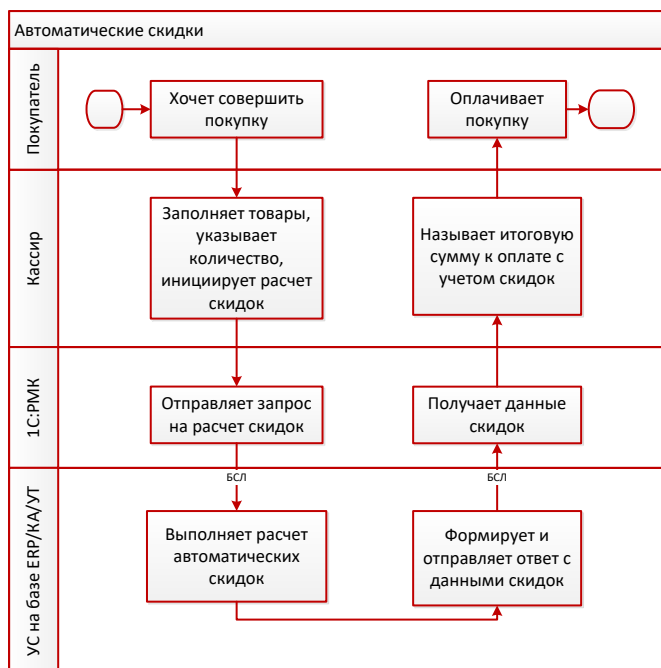 Автоматические скидки
Покупатель
Хочет совершить
покупку
Оплачивает
покупку
Кассир
Заполняет товары,
указывает
количество,
инициирует расчет
скидок
Называет итоговую
сумму к оплате с
учетом скидок
1С:РМК
Отправляет запрос
на расчет скидок
Получает данные
скидок
БСЛ
БСЛ
УС на базе ERP/КА/УТ
Выполняет расчет
автоматических
скидок
Формирует и
отправляет ответ с
данными скидок